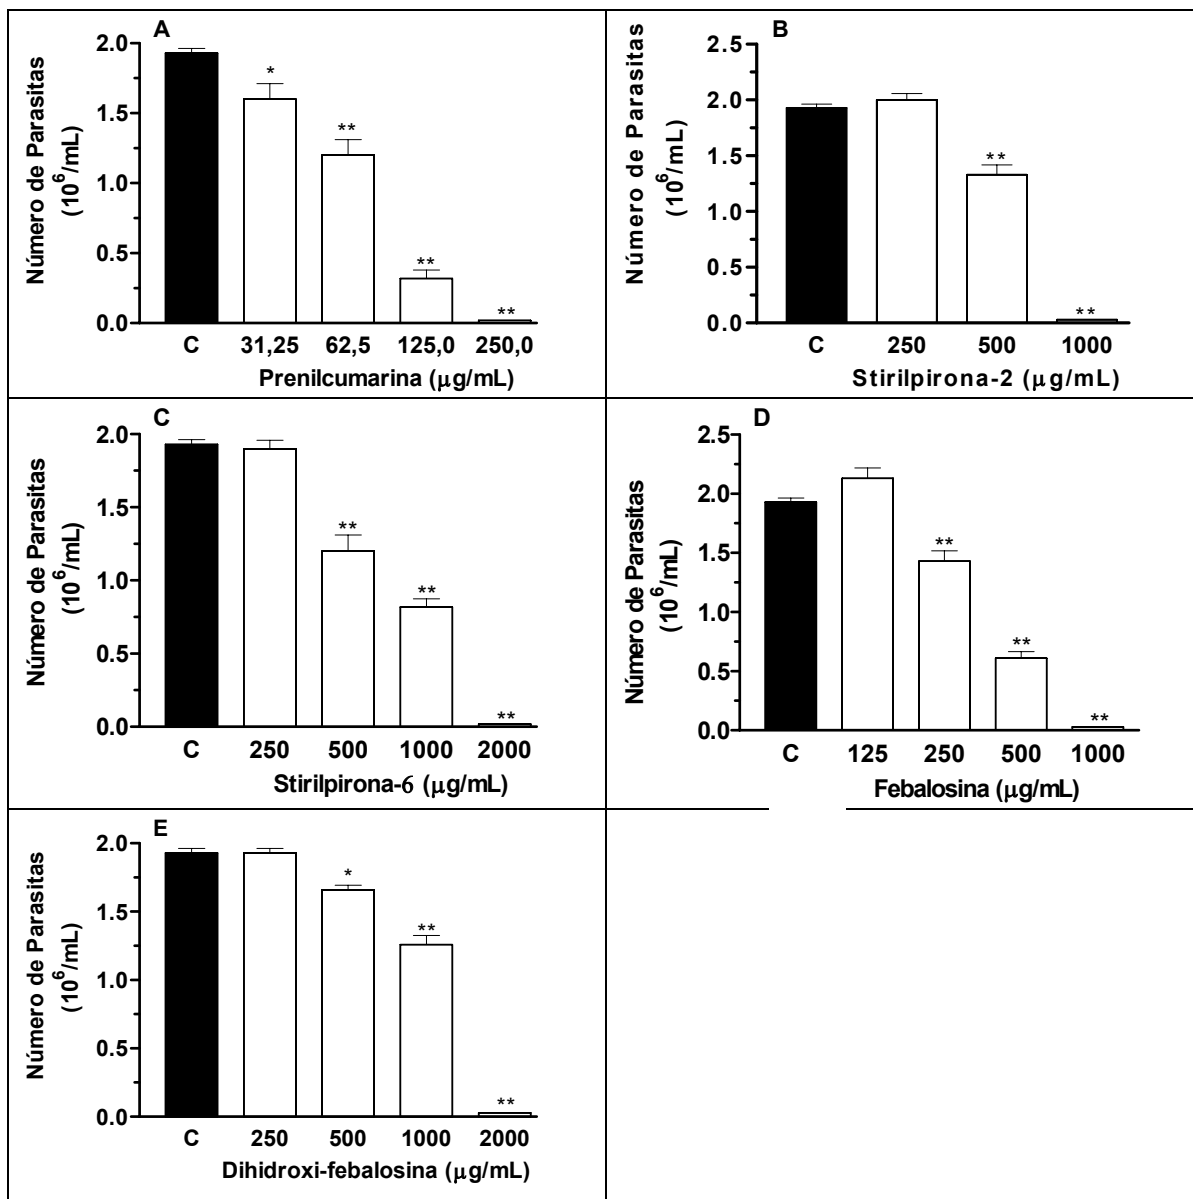 A
Número de Parasitas
(10⁶/mL)
2.0
1.5
1.0
0.5
0.0
*
**
**
**
C 31,25 62,5 125,0 250,0
Prenilcumarina (μg/mL)
B
Número de Parasitas
(10⁶/mL)
2.5
2.0
1.5
1.0
0.5
0.0
**
**
C 250 500 1000
Stirilpirona-2 (μg/mL)
C
Número de Parasitas
(10⁶/mL)
2.0
1.5
1.0
0.5
0.0
**
**
**
C 250 500 1000 2000
Stirilpirona-6 (μg/mL)
D
Número de Parasitas
(10⁶/mL)
2.5
2.0
1.5
1.0
0.5
0.0
**
**
**
C 125 250 500 1000
Febalosina (μg/mL)
E
Número de Parasitas
(10⁶/mL)
2.0
1.5
1.0
0.5
0.0
*
**
**
C 250 500 1000 2000
Dihidroxi-febalosina (μg/mL)